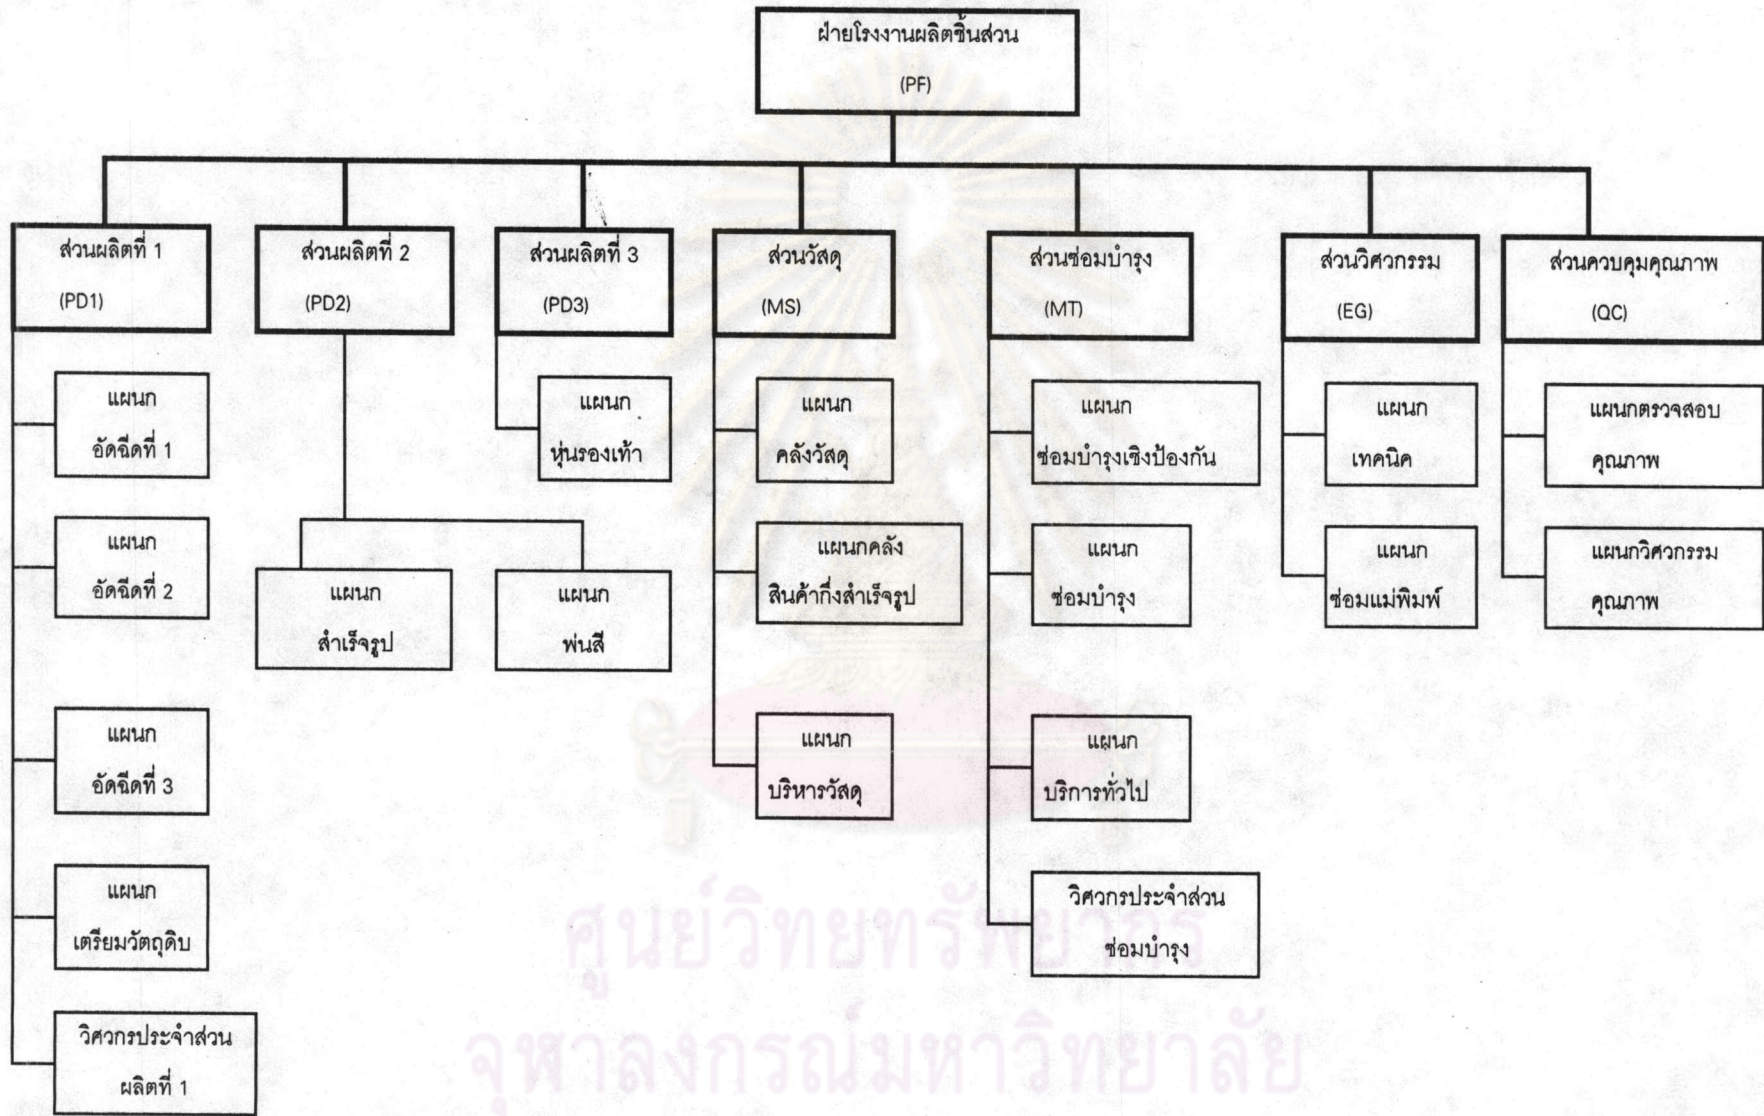 ฝ่ายโรงงานผลิตชิ้นส่วน
(PF)
ส่วนผลิตที่ 1
(PD1)
ส่วนผลิตที่ 2
(PD2)
ส่วนผลิตที่ 3
(PD3)
ส่วนวัสดุ
(MS)
ส่วนซ่อมบำรุง
(MT)
ส่วนวิศวกรรม
(EG)
ส่วนควบคุมคุณภาพ
(QC)
แผนก
อัดฉีดที่ 1
แผนก
อัดฉีดที่ 2
แผนก
อัดฉีดที่ 3
แผนก
เตรียมวัตถุดิบ
วิศวกรประจำส่วน
ผลิตที่ 1
แผนก
สำเร็จรูป
แผนก
พ่นสี
แผนก
หุ่นรองเท้า
แผนก
คลังวัสดุ
แผนกคลัง
สินค้ากึ่งสำเร็จรูป
แผนก
บริหารวัสดุ
แผนก
ซ่อมบำรุงเชิงป้องกัน
แผนก
ซ่อมบำรุง
แผนก
บริการทั่วไป
วิศวกรประจำส่วน
ซ่อมบำรุง
แผนก
เทคนิค
แผนก
ซ่อมแม่พิมพ์
แผนกตรวจสอบ
คุณภาพ
แผนกวิศวกรรม
คุณภาพ
ศูนย์วิทยทรัพยากร
จุฬาลงกรณ์มหาวิทยาลัย